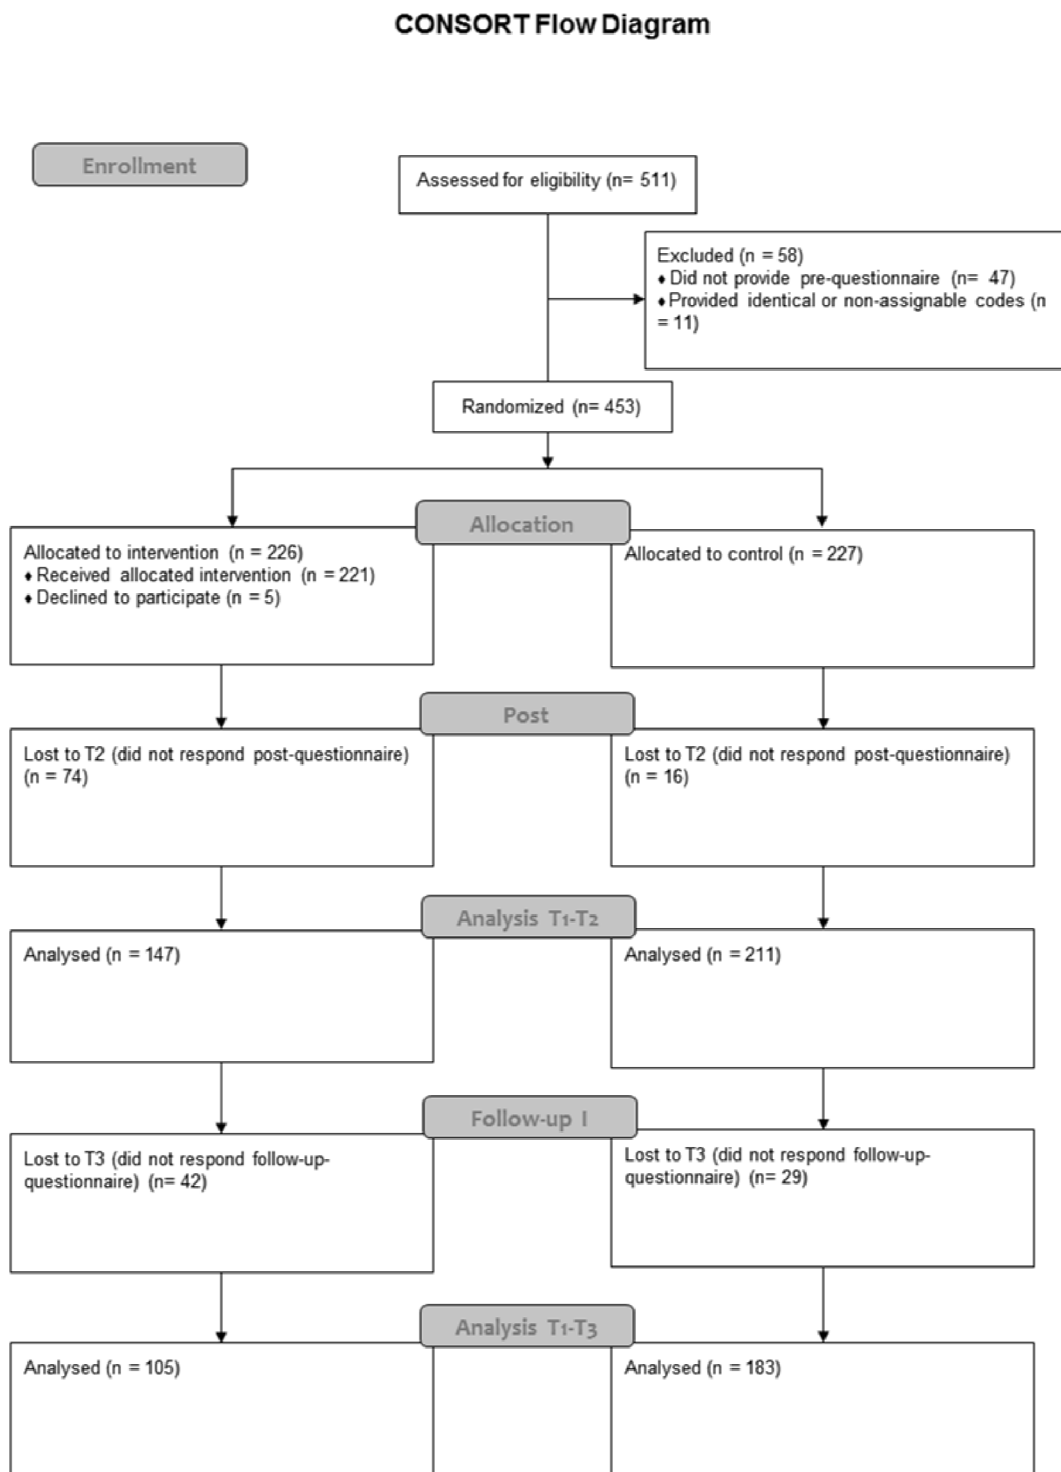 CONSORT Flow Diagram
Enrollment
Assessed for eligibility (n= 511)
Excluded (n = 58)
♦ Did not provide pre-questionnaire (n= 47)
♦ Provided identical or non-assignable codes (n
= 11)
Randomized (n= 453)
Allocation
Allocated to intervention (n = 226)
♦ Received allocated intervention (n = 221)
♦ Declined to participate (n = 5)
Allocated to control (n = 227)
Post
Lost to T2 (did not respond post-questionnaire)
(n = 74)
Lost to T2 (did not respond post-questionnaire)
(n = 16)
Analysis T1-T2
Analysed (n = 147)
Analysed (n = 211)
Follow-up I
Lost to T3 (did not respond follow-up-
questionnaire) (n= 42)
Lost to T3 (did not respond follow-up-
questionnaire) (n= 29)
Analysis T1-T3
Analysed (n = 105)
Analysed (n = 183)